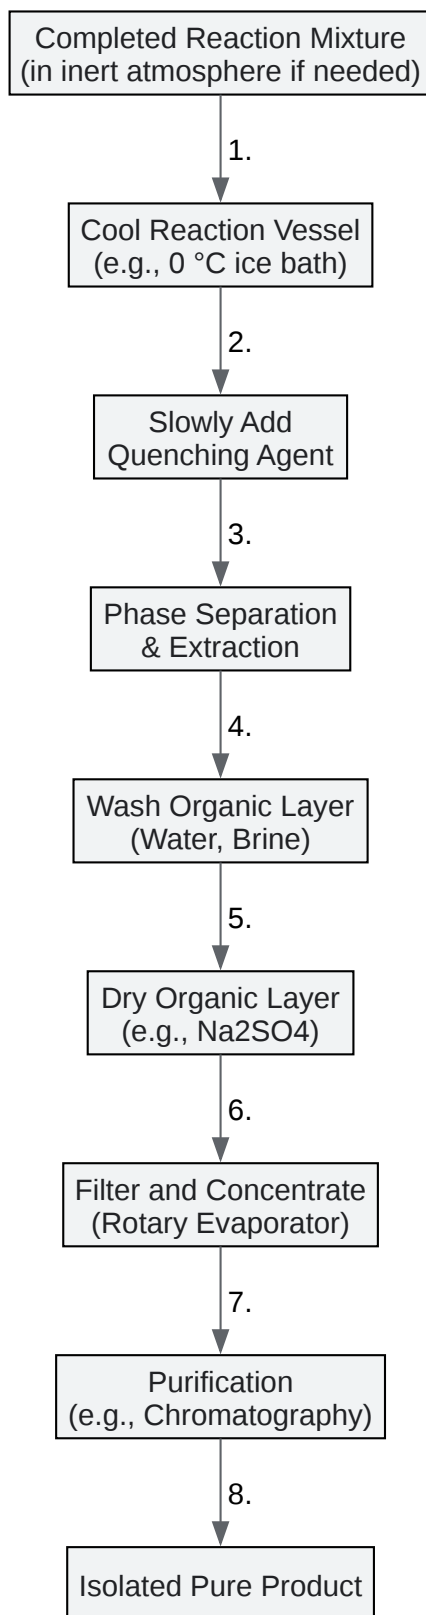 Completed Reaction Mixture
(in inert atmosphere if needed)
1.
Cool Reaction Vessel
(e.g., 0 °C ice bath)
2.
Slowly Add
Quenching Agent
3.
Phase Separation
& Extraction
4.
Wash Organic Layer
(Water, Brine)
5.
Dry Organic Layer
(e.g., Na2SO4)
6.
Filter and Concentrate
(Rotary Evaporator)
7.
Purification
(e.g., Chromatography)
8.
Isolated Pure Product